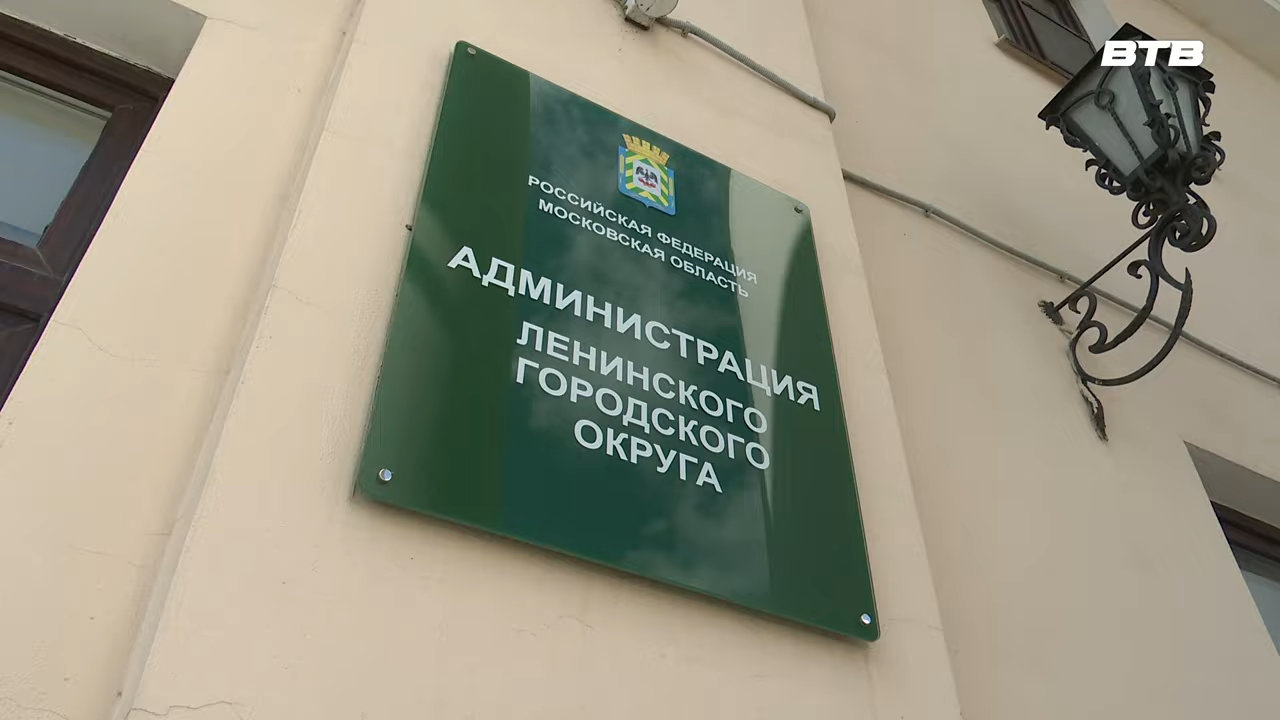 ВТВ
РОССИЙСКАЯ ФЕДЕРАЦИЯ
МОСКОВСКАЯ ОБЛАСТЬ
АДМИНИСТРАЦИЯ
ЛЕНИНСКОГО
ГОРОДСКОГО
ОКРУГА